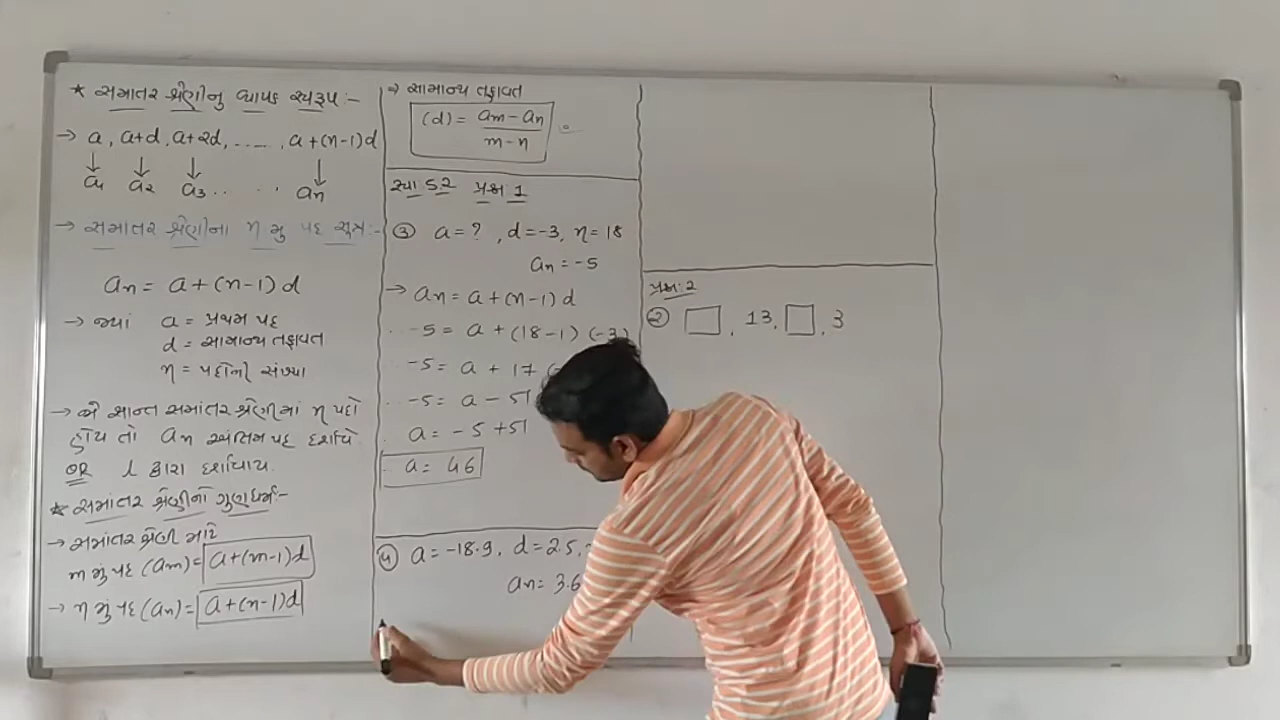 * સમાતર શ્રેણીનુ વ્યાપક સ્વરૂપ :-
→ a, a+d, a+2d, ....., a+(n-1)d
↓ ↓ ↓ ↓
a1 a2 a3 .. .. an
→ સમાતર શ્રેણીના n મુ પદ સૂત્ર :-
an = a+(n-1)d
→ જ્યાં a = પ્રથમ પદ
d = સામાન્ય તફાવત
n = પદોની સંખ્યા
→ જો સાન્ત સમાંતર શ્રેણીમાં n પદો
હોય તો an અંતિમ પદ દર્શાવે
OR l દ્વારા દર્શાવાય.
* સમાંતર શ્રેણીનો ગુણધર્મ :-
→ સમાંતર શ્રેણી માટે
m મું પદ (am) = a+(m-1)d
→ n મું પદ (an) = a+(n-1)d
→ સામાન્ય તફાવત
(d) = am - an
m - n
સ્વા 5.2 પ્રશ્ન 1
③ a = ? , d = -3, n = 18
an = -5
→ an = a+(n-1)d
-5 = a + (18-1) (-3)
-5 = a + 17
-5 = a - 51
a = -5 + 51
a = 46
④ a = -18.9, d = 2.5,
an = 3.6
પ્રશ્ન: 2
② □, 13, □, 3